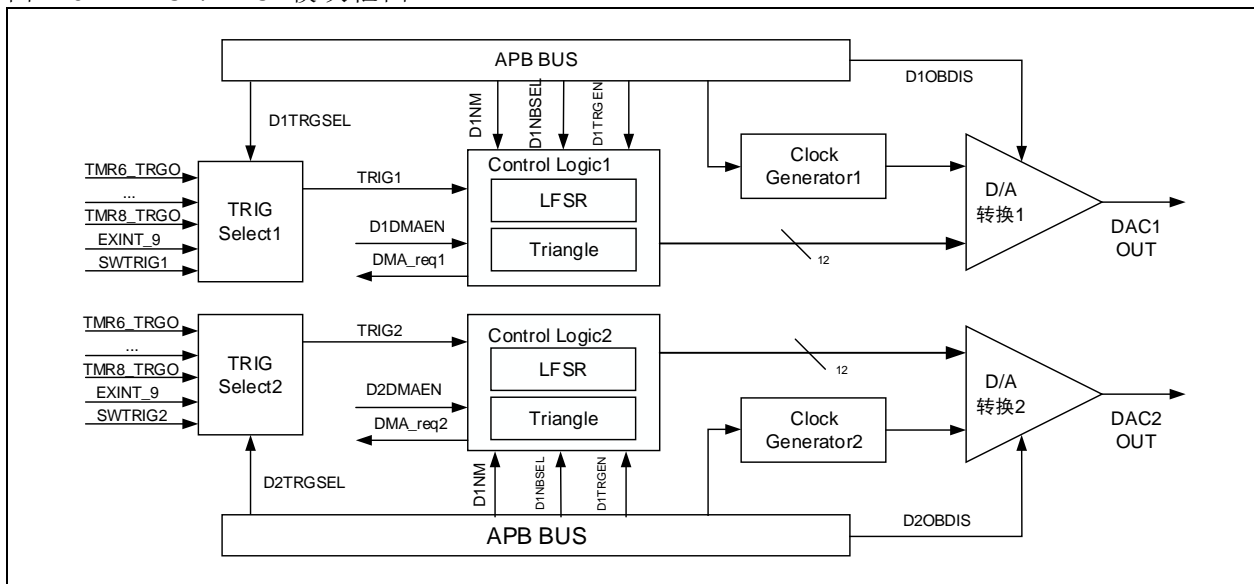 APB BUS
D1OBDIS
D1TRGSEL
D1NM
D1NBSEL
D1TRGEN
TMR6_TRGO
...
TMR8_TRGO
EXINT_9
SWTRIG1
TRIG
Select1
TRIG1
D1DMAEN
DMA_req1
Control Logic1
LFSR
Triangle
Clock
Generator1
12
D/A
转换1
DAC1
OUT
TMR6_TRGO
...
TMR8_TRGO
EXINT_9
SWTRIG2
TRIG
Select2
TRIG2
D2DMAEN
DMA_req2
Control Logic2
LFSR
Triangle
12
Clock
Generator2
D/A
转换2
DAC2
OUT
D2TRGSEL
D1NM
D1NBSEL
D1TRGEN
D2OBDIS
APB BUS